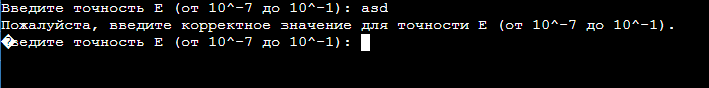 Введите точность E (от 10^-7 до 10^-1): asd
Пожалуйста, введите корректное значение для точности E (от 10^-7 до 10^-1).
�ведите точность E (от 10^-7 до 10^-1):